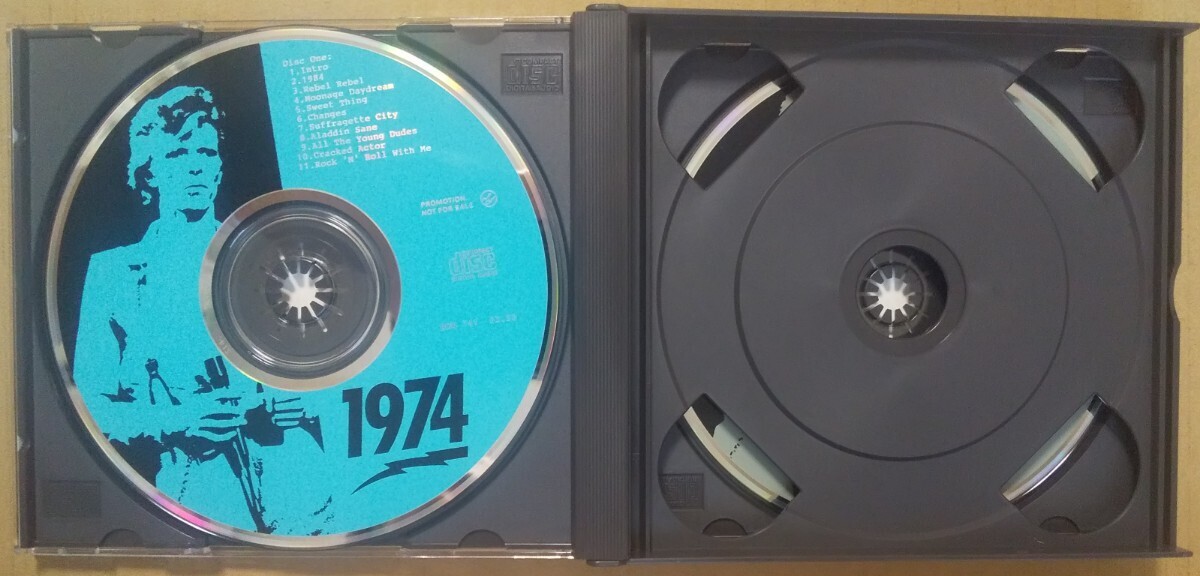 Disc One:
1.Intro
2.1984
3.Rebel Rebel
4.Moonage Daydream
5.Sweet Thing
6.Changes
7.Suffragette City
8.Aladdin Sane
9.All The Young Dudes
10.Cracked Actor
11.Rock 'N' Roll With Me
PROMOTION
NOT FOR SALE
COMPACT
DISC
1974